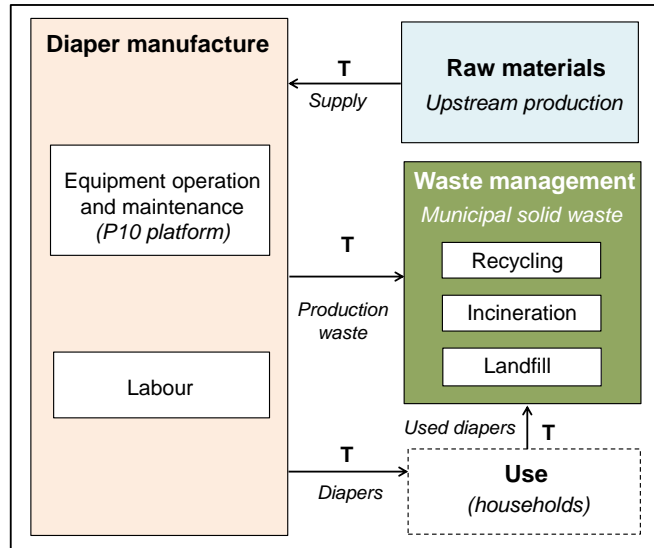 Diaper manufacture
Equipment operation
and maintenance
(P10 platform)
Labour
T
Supply
Raw materials
Upstream production
T
Production
waste
Waste management
Municipal solid waste
Recycling
Incineration
Landfill
Used diapers
T
T
Diapers
Use
(households)